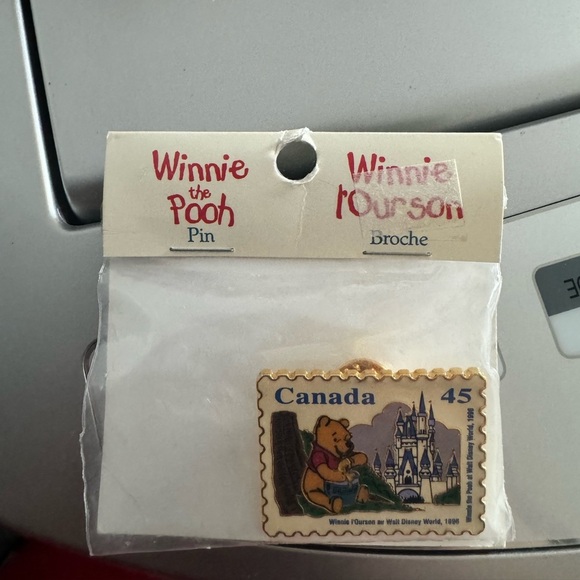 Winnie
the
Pooh
Pin
Winnie
l'Ourson
Broche
Canada 45
Winnie the Pooh at Walt Disney World, 1996
Winnie l'Ourson au Walt Disney World, 1996